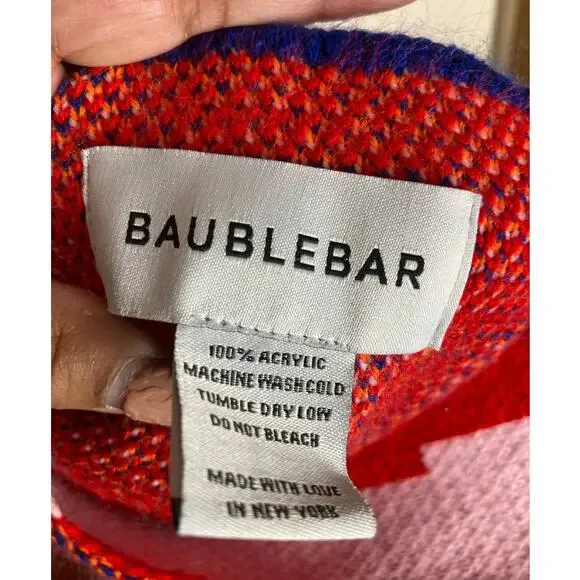 BAUBLEBAR
100% ACRYLIC
MACHINE WASH COLD
TUMBLE DRY LOW
DO NOT BLEACH
MADE WITH LOVE
IN NEW YORK